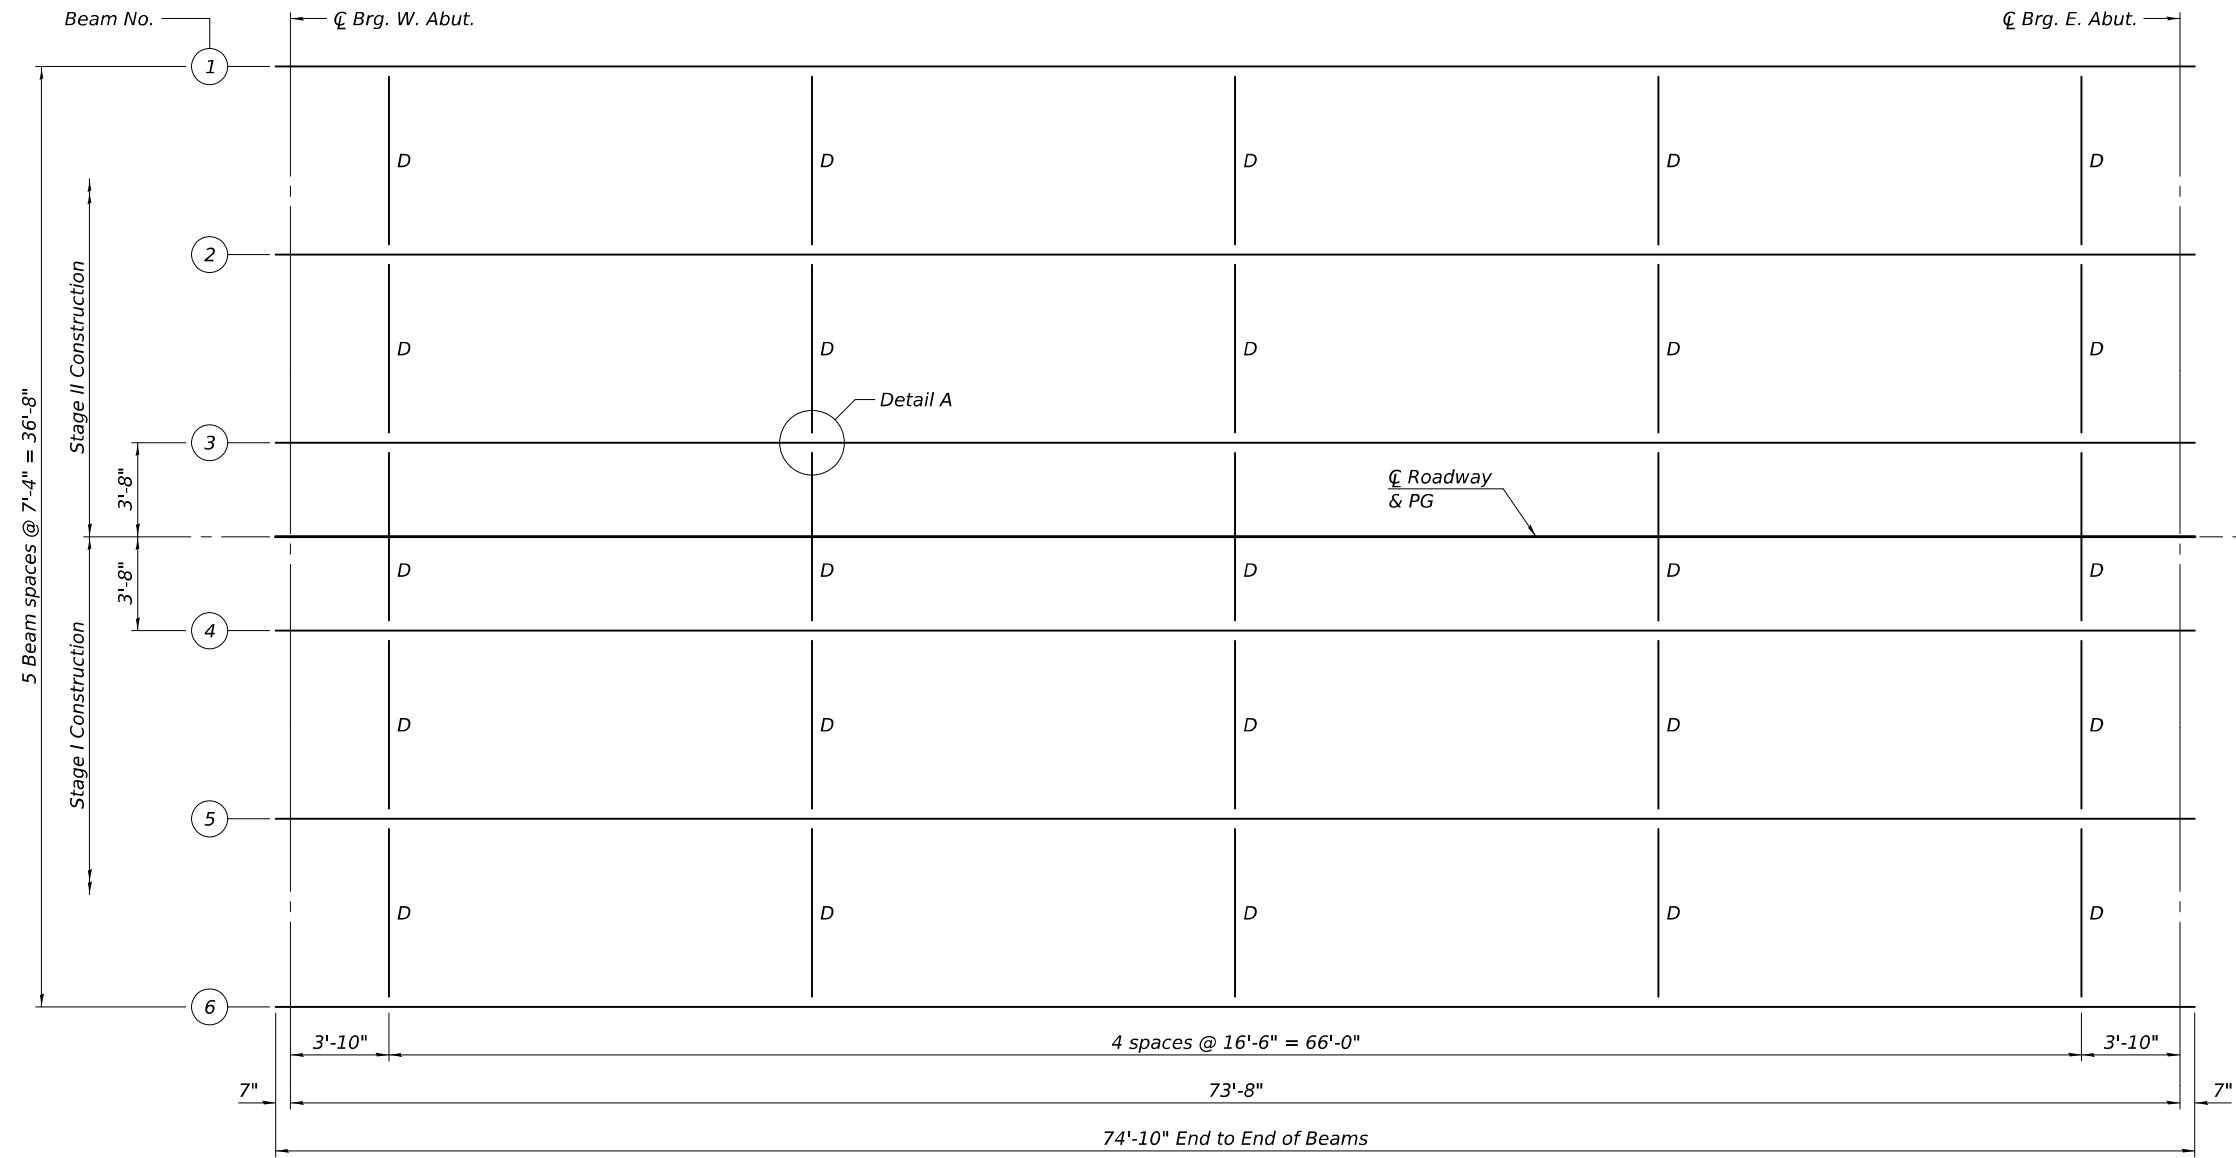 Beam No.
℄ Brg. W. Abut.
℄ Brg. E. Abut.
1
D D D D D
2
Stage II Construction
D D D D D
Detail A
5 Beam spaces @ 7'-4" = 36'-8"
3
3'-8"
℄ Roadway
& PG
3'-8"
D D D D D
4
Stage I Construction
D D D D D
5
D D D D D
6
3'-10" 4 spaces @ 16'-6" = 66'-0" 3'-10"
7" 73'-8" 7"
74'-10" End to End of Beams